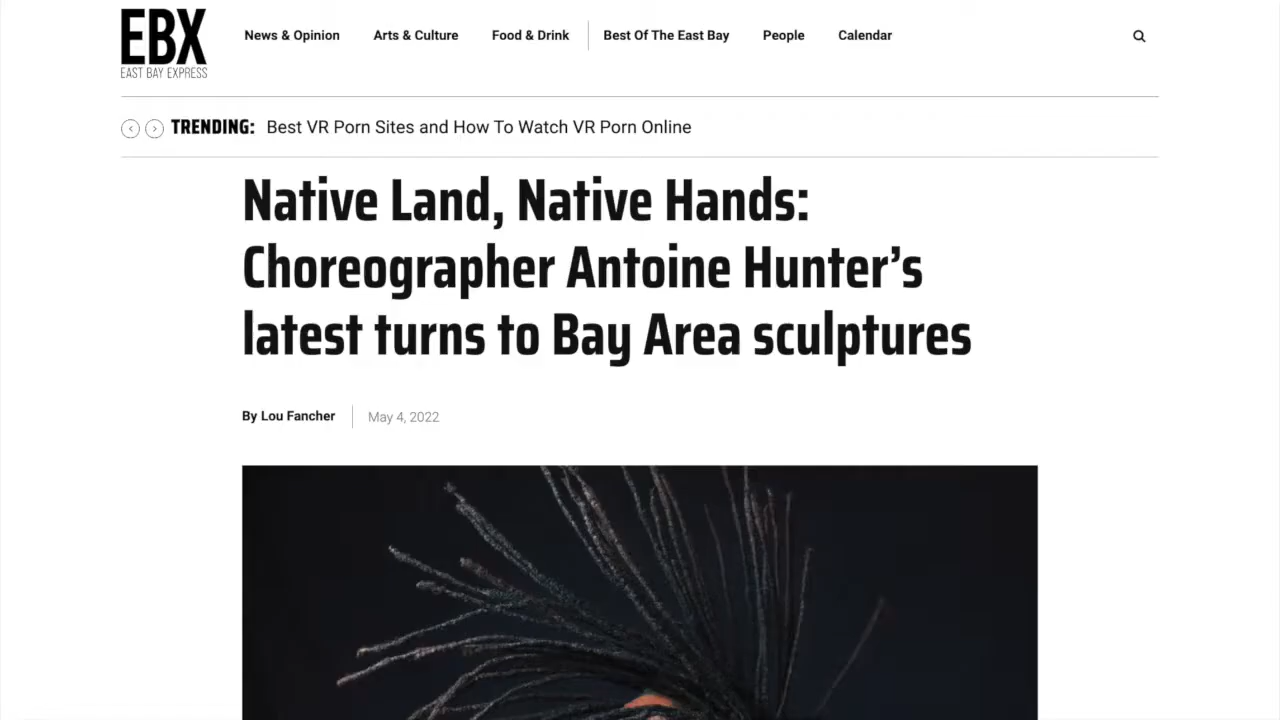 EBX
EAST BAY EXPRESS
News & Opinion
Arts & Culture
Food & Drink
Best Of The East Bay
People
Calendar
TRENDING: Best VR Porn Sites and How To Watch VR Porn Online
Native Land, Native Hands:
Choreographer Antoine Hunter’s
latest turns to Bay Area sculptures
By Lou Fancher
May 4, 2022